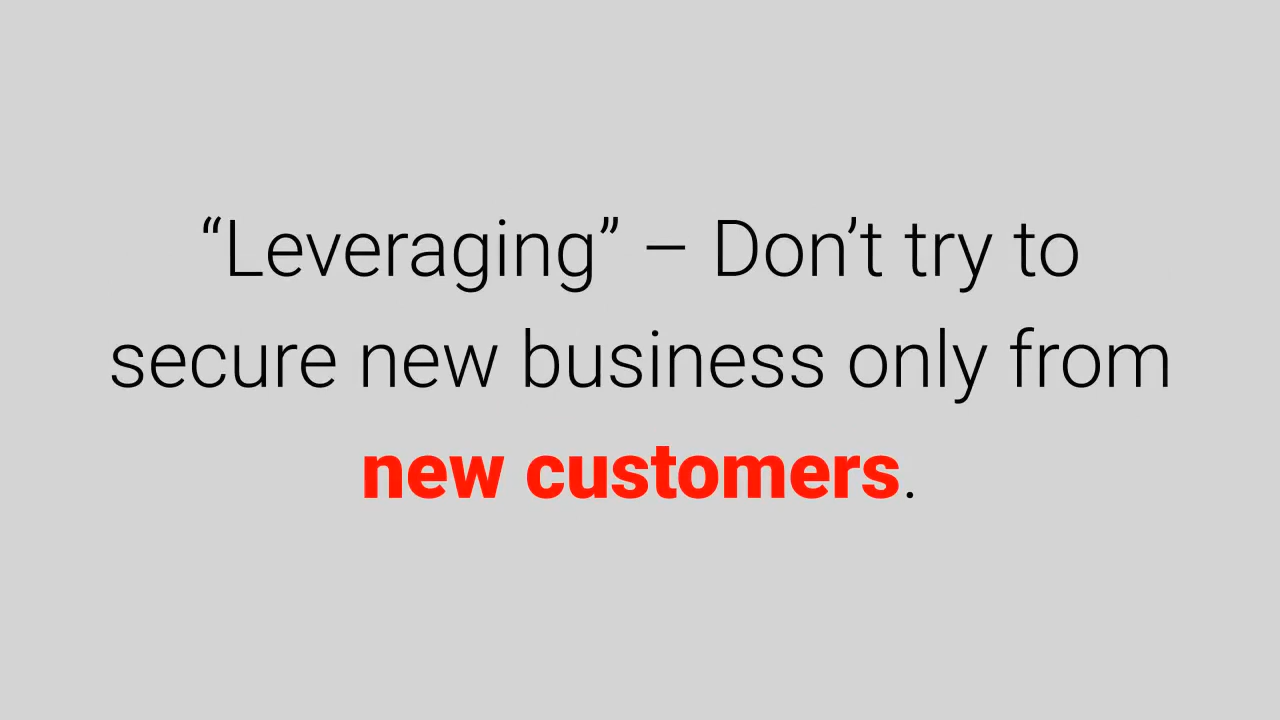 “Leveraging” – Don’t try to
secure new business only from
new customers.